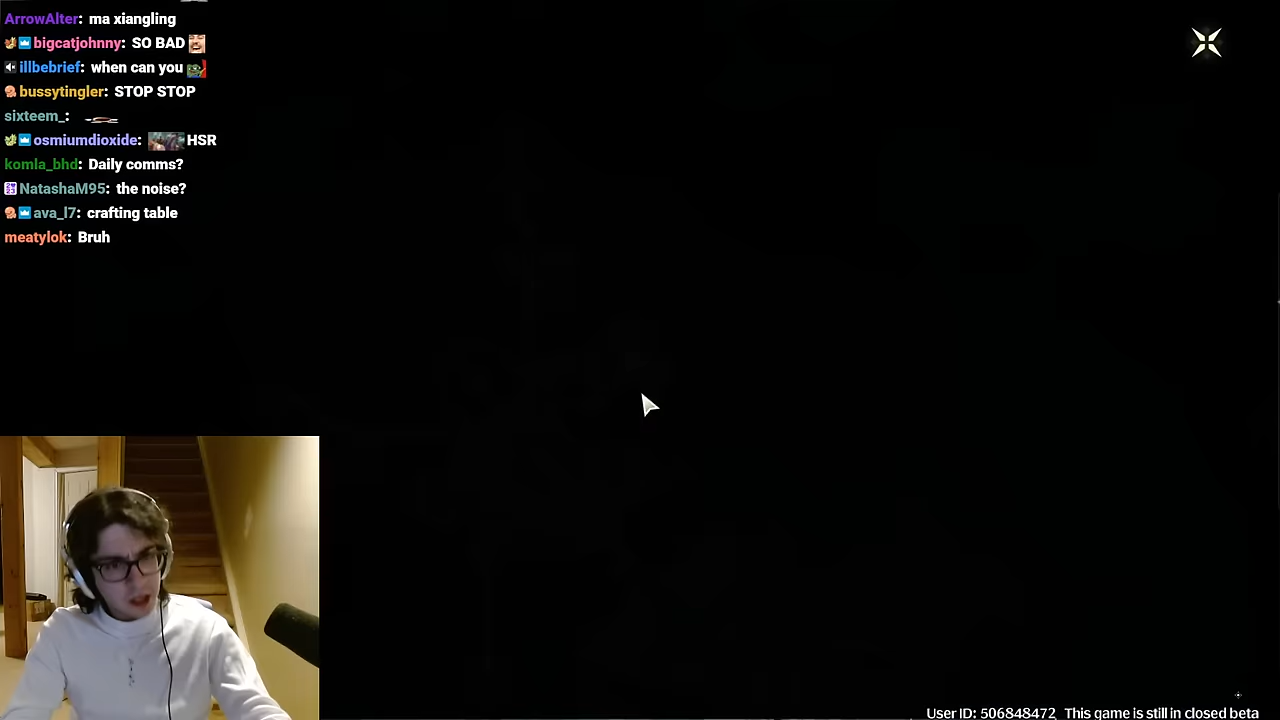 ArrowAlter: ma xiangling
bigcatjohnny: SO BAD
illbebrief: when can you
bussytingler: STOP STOP
sixteem_:
osmiumdioxide: HSR
komla_bhd: Daily comms?
NatashaM95: the noise?
ava_l7: crafting table
meatylok: Bruh
User ID: 506848472 This game is still in closed beta